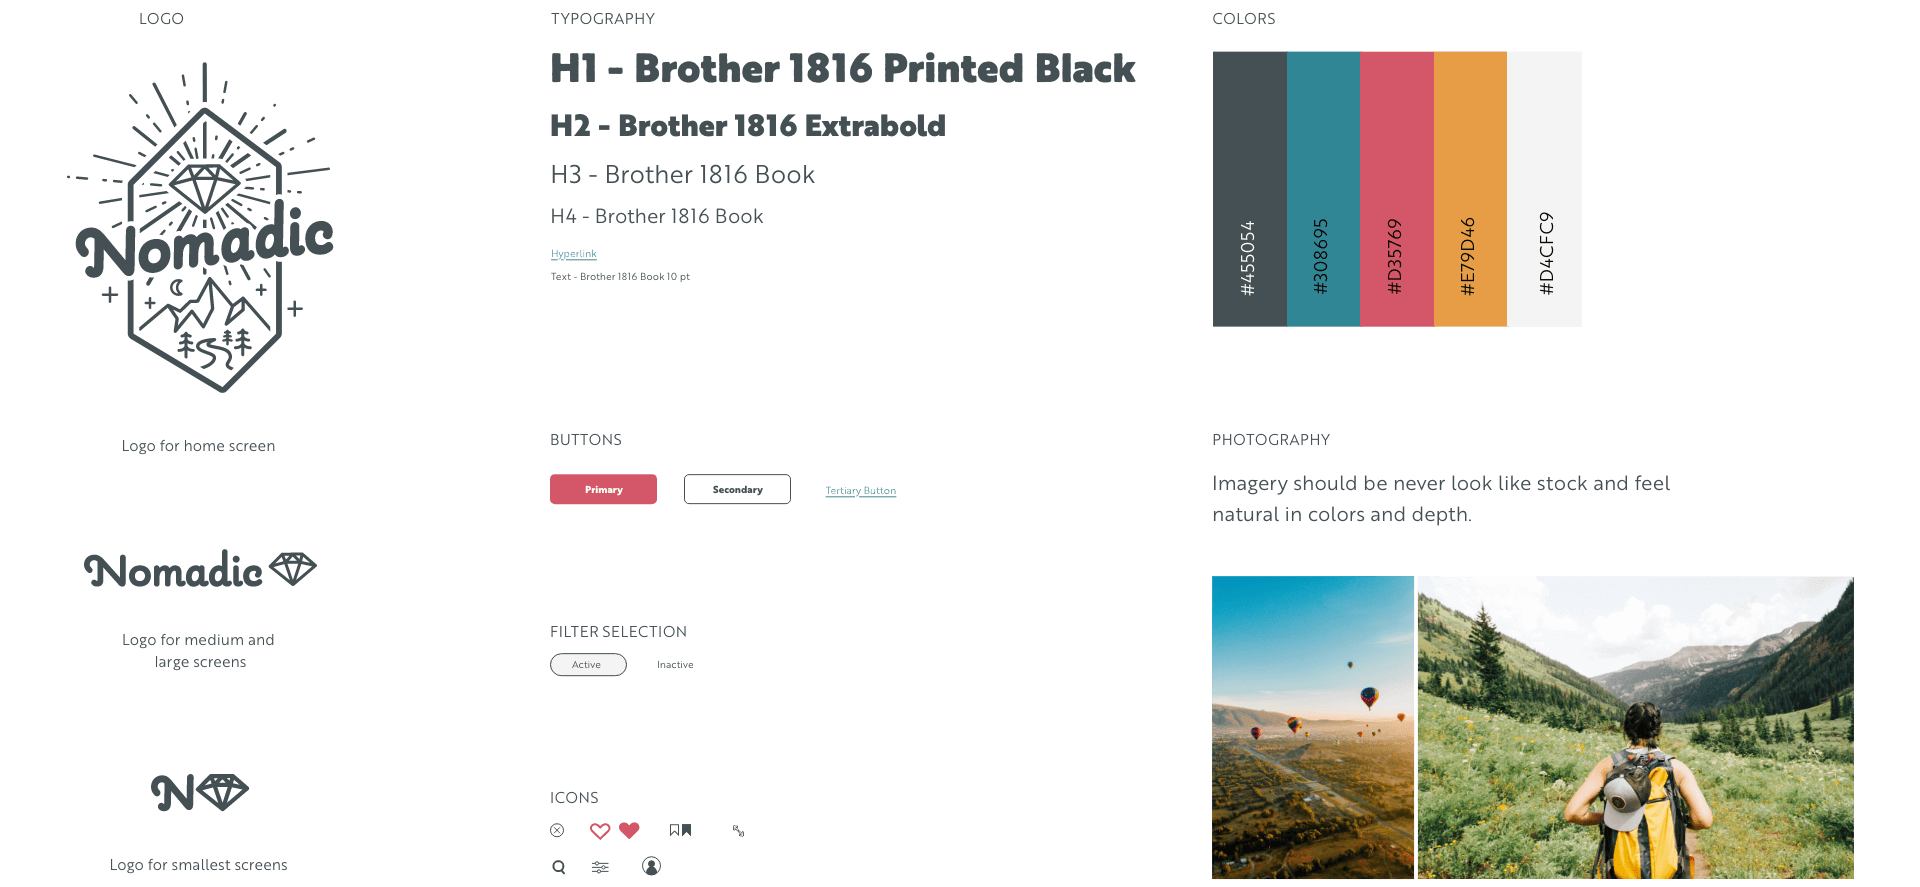 LOGO
Nomadic
Logo for home screen
Nomadic
Logo for medium and
large screens
N
Logo for smallest screens
TYPOGRAPHY
H1 - Brother 1816 Printed Black
H2 - Brother 1816 Extrabold
H3 - Brother 1816 Book
H4 - Brother 1816 Book
Hyperlink
Text - Brother 1816 Book 10 pt
BUTTONS
Primary
Secondary
Tertiary Button
FILTER SELECTION
Active
Inactive
ICONS
COLORS
#455054
#308695
#D35769
#E79D46
#D4CFC9
PHOTOGRAPHY
Imagery should be never look like stock and feel
natural in colors and depth.